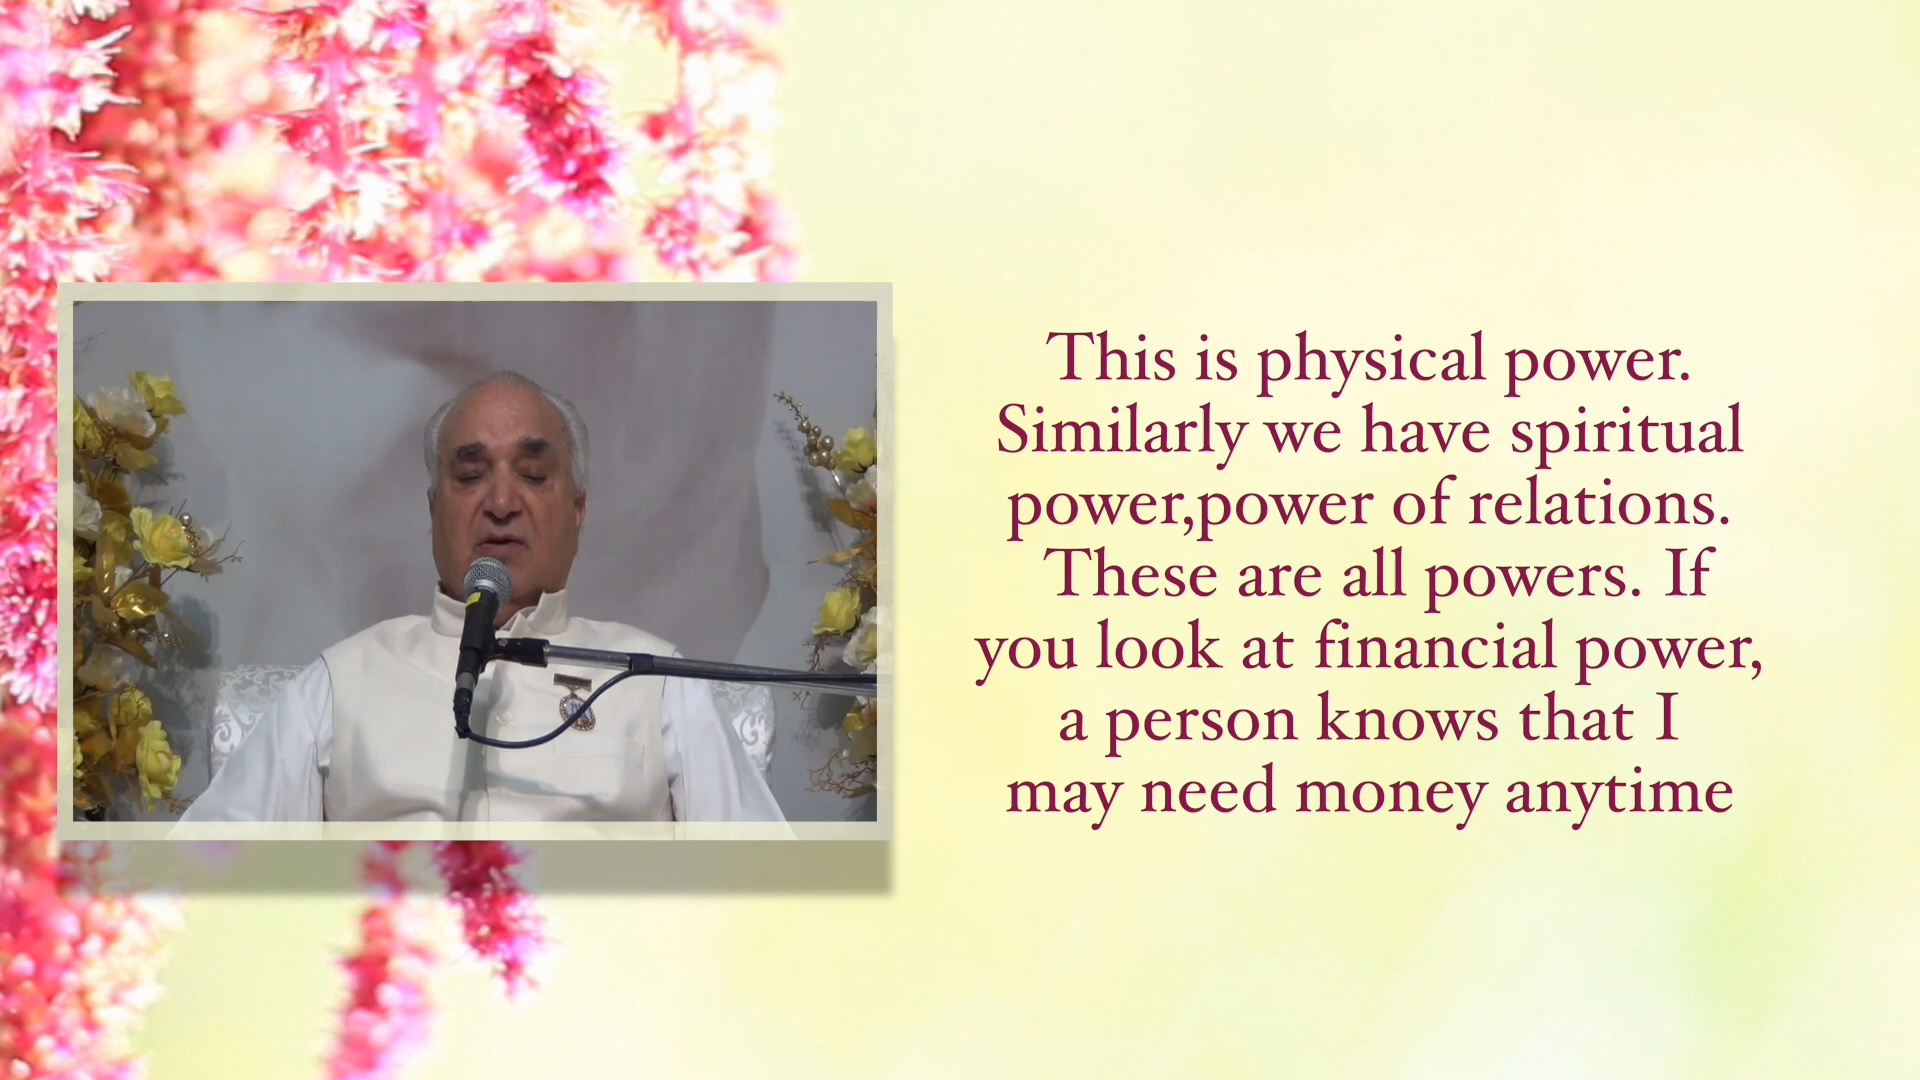 This is physical power.
Similarly we have spiritual
power,power of relations.
These are all powers. If
you look at financial power,
a person knows that I
may need money anytime